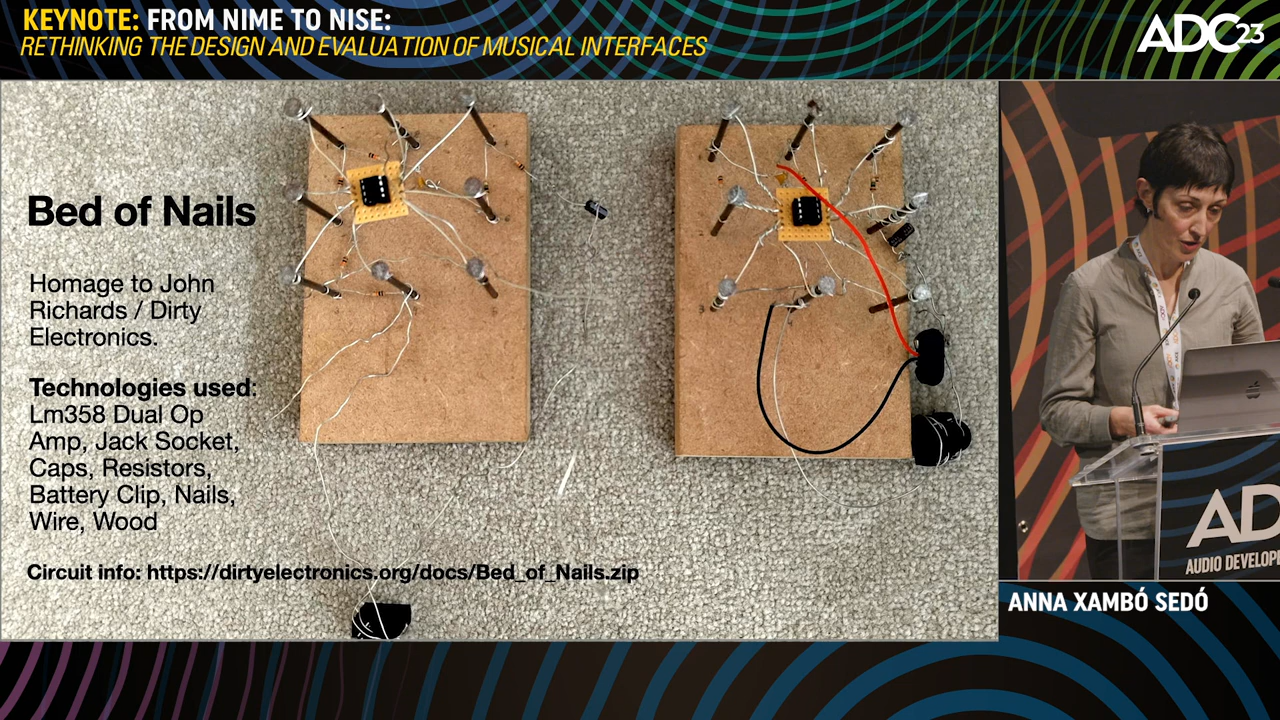 KEYNOTE: FROM NIME TO NISE:
RETHINKING THE DESIGN AND EVALUATION OF MUSICAL INTERFACES
ADC23
Bed of Nails
Homage to John
Richards / Dirty
Electronics.
Technologies used:
Lm358 Dual Op
Amp, Jack Socket,
Caps, Resistors,
Battery Clip, Nails,
Wire, Wood
Circuit info: https://dirtyelectronics.org/docs/Bed_of_Nails.zip
AD
AUDIO DEVELOP
ANNA XAMBÓ SEDÓ